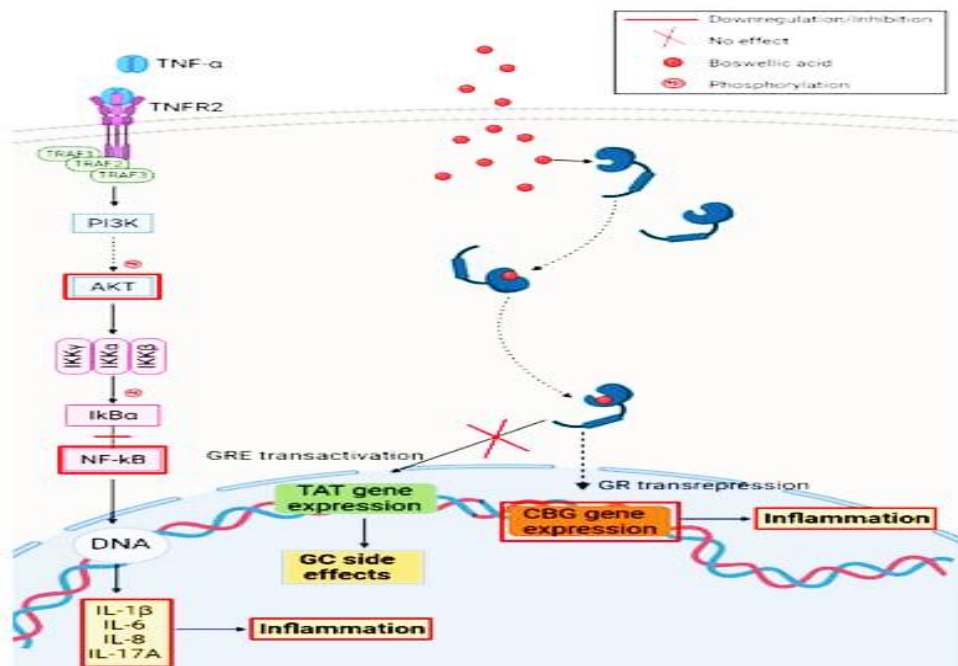 Downregulation/Inhibition
No effect
Boswellic acid
Phosphorylation
TNF-α
TNFR2
TRAF1
TRAF2
TRAF3
PI3K
AKT
IKKγ
IKKα
IKKβ
IkBα
NF-kB
DNA
IL-1β
IL-6
IL-8
IL-17A
Inflammation
GRE transactivation
TAT gene
expression
GC side
effects
GR transrepression
CBG gene
expression
Inflammation